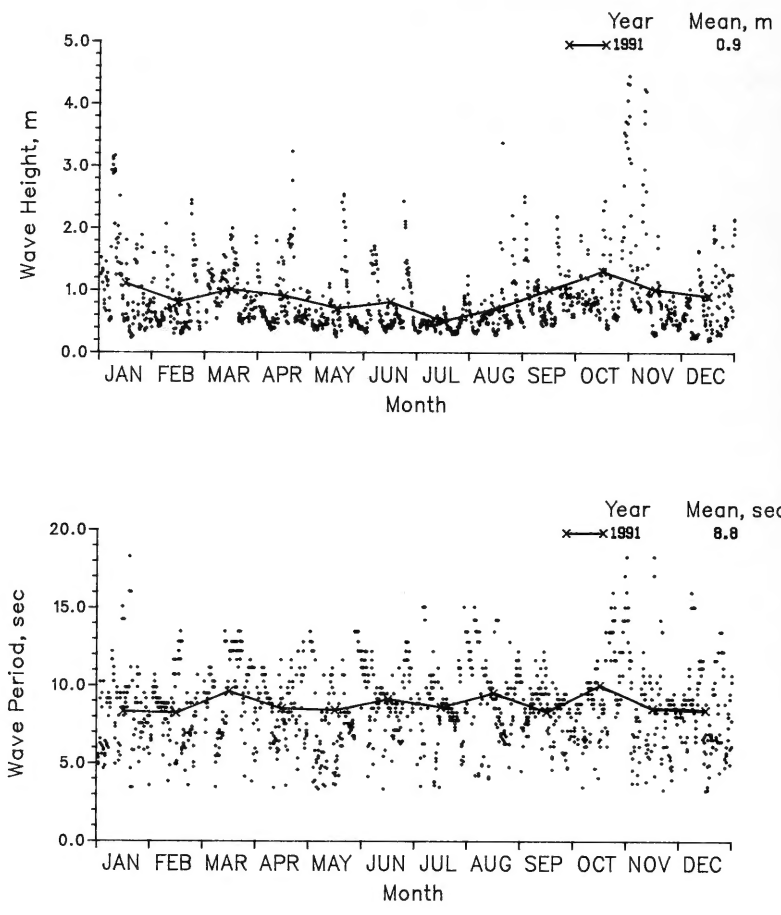 Year Mean, m
1991 0.9
5.0
4.0
3.0
2.0
1.0
0.0
Wave Height, m
JAN FEB MAR APR MAY JUN JUL AUG SEP OCT NOV DEC
Month
Year Mean, sec
1991 8.8
20.0
15.0
10.0
5.0
0.0
Wave Period, sec
JAN FEB MAR APR MAY JUN JUL AUG SEP OCT NOV DEC
Month